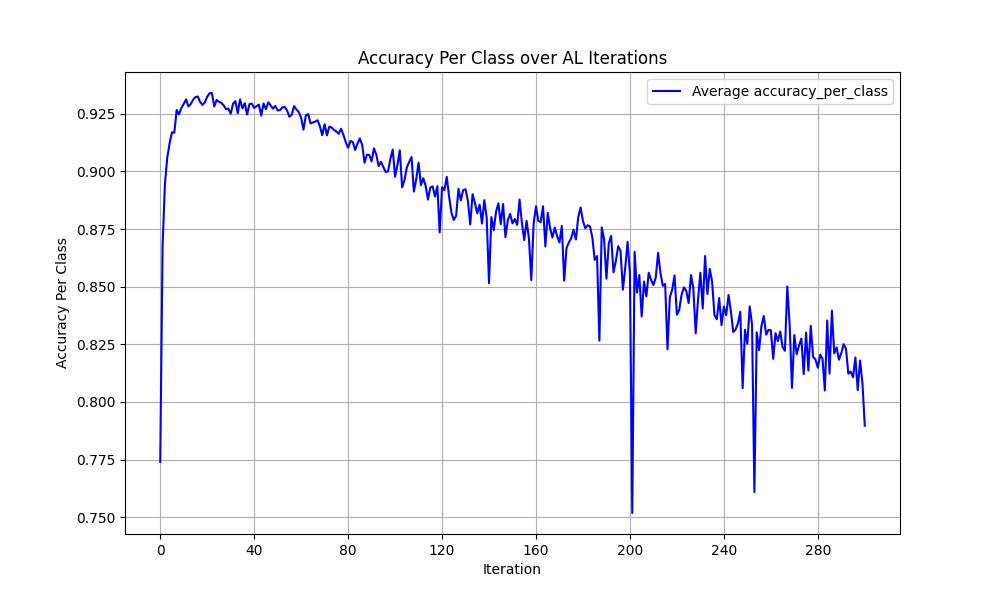 Accuracy Per Class over AL Iterations
Average accuracy_per_class
Accuracy Per Class
0.925
0.900
0.875
0.850
0.825
0.800
0.775
0.750
0 40 80 120 160 200 240 280
Iteration